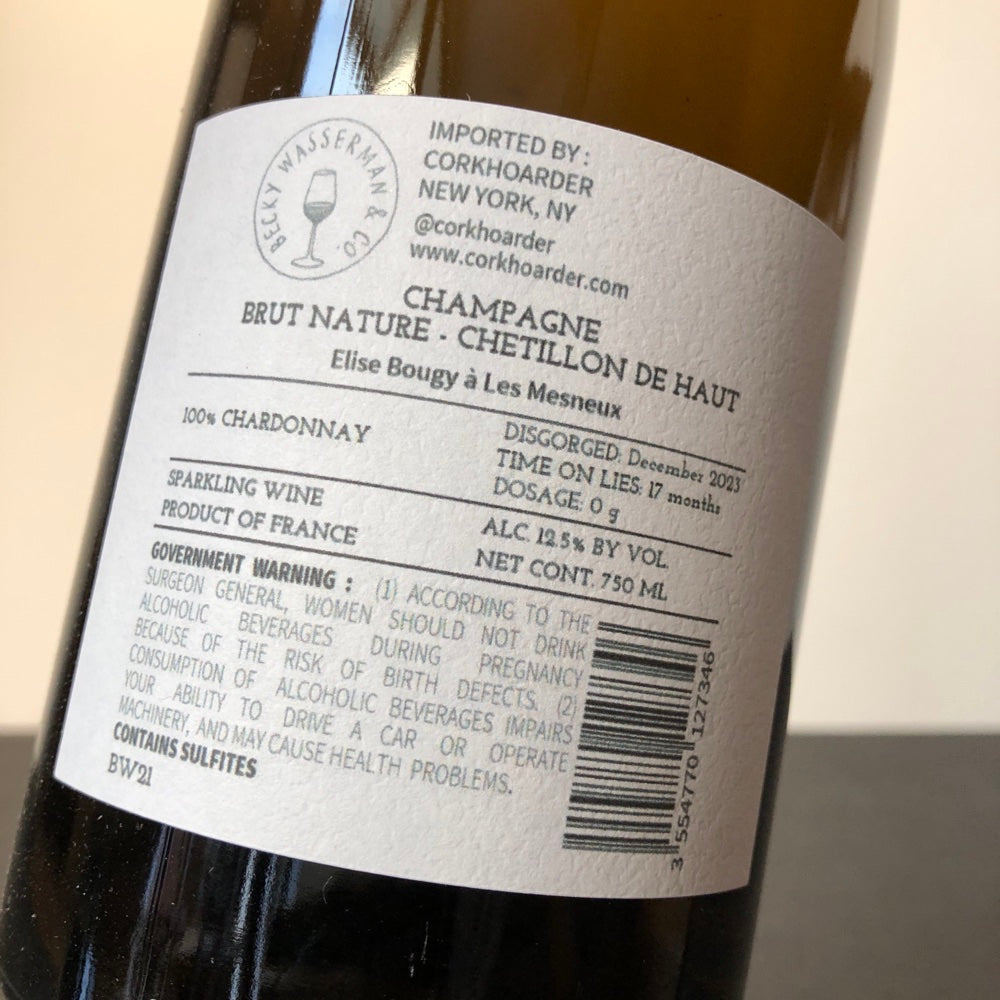 BECKY WASSERMAN & CO.
IMPORTED BY :
CORKHOARDER
NEW YORK, NY
@corkhoarder
www.corkhoarder.com
CHAMPAGNE
BRUT NATURE - CHETILLON DE HAUT
Elise Bougy à Les Mesneux
100% CHARDONNAY
DISGORGED: December 2023
TIME ON LIES: 17 months
DOSAGE: 0 g
SPARKLING WINE
PRODUCT OF FRANCE
ALC. 12.5% BY VOL.
NET CONT. 750 ML
GOVERNMENT WARNING : (1) ACCORDING TO THE
SURGEON GENERAL, WOMEN SHOULD NOT DRINK
ALCOHOLIC BEVERAGES DURING PREGNANCY
BECAUSE OF THE RISK OF BIRTH DEFECTS. (2)
CONSUMPTION OF ALCOHOLIC BEVERAGES IMPAIRS
YOUR ABILITY TO DRIVE A CAR OR OPERATE
MACHINERY, AND MAY CAUSE HEALTH PROBLEMS.
CONTAINS SULFITES
BW21
3 554770 127346